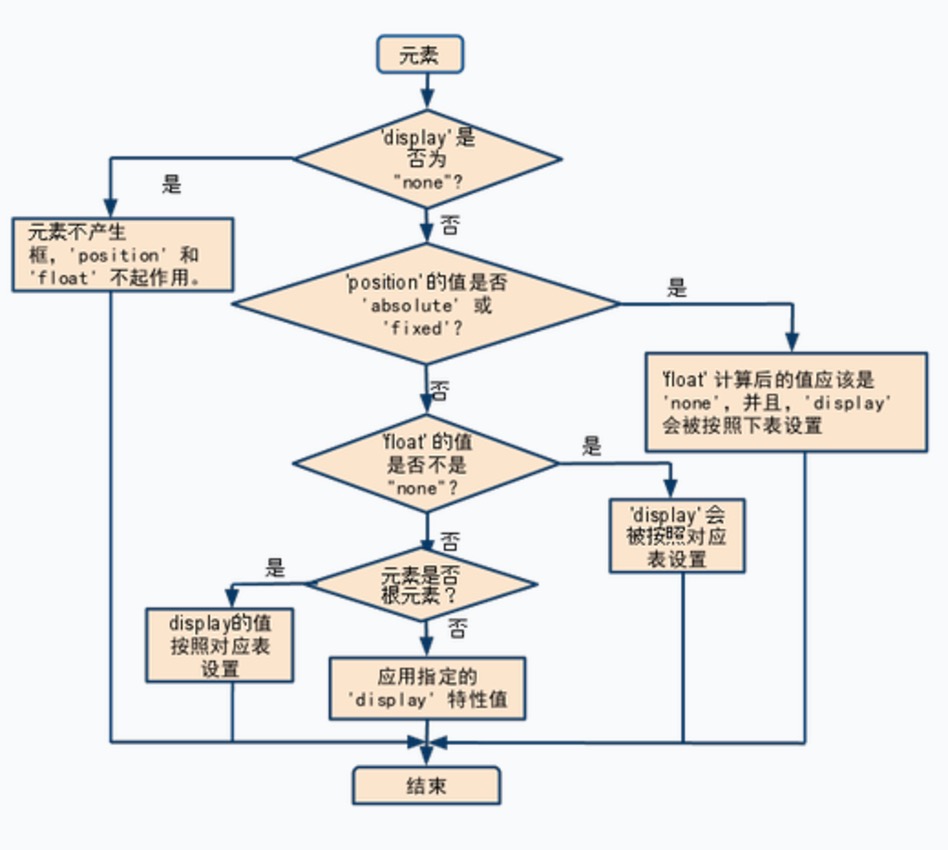 元素
'display'是
否为
"none"?
是
否
元素不产生
框，'position' 和
'float' 不起作用。
'position'的值是否
'absolute' 或
'fixed'?
是
否
'float' 计算后的值应该是
'none'，并且，'display'
会被按照下表设置
'float'的值
是否不是
"none"?
是
否
'display'会
被按照对应
表设置
元素是否
根元素？
是
否
display的值
按照对应表
设置
应用指定的
'display' 特性值
结束